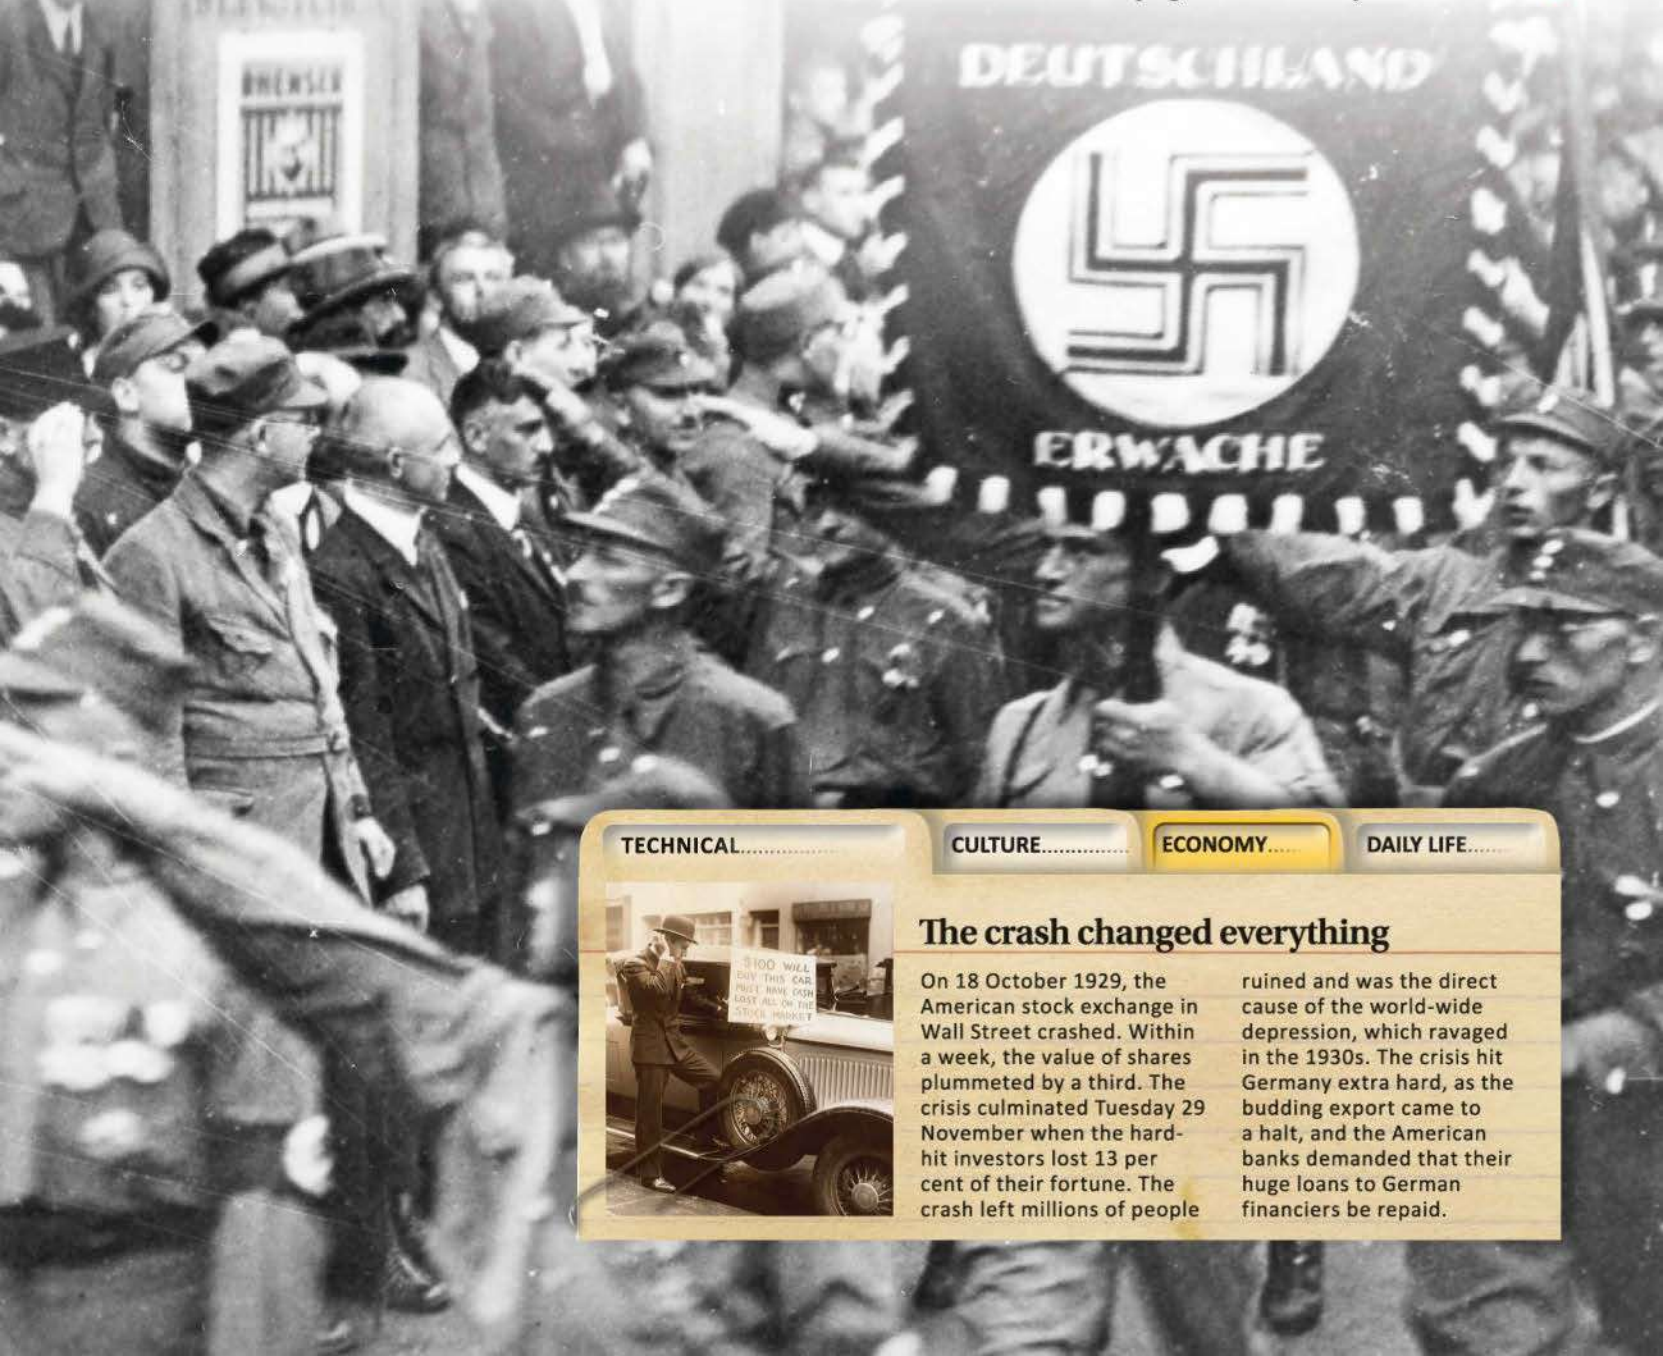 RHENSER
DEUTSCHLAND
ERWACHE
TECHNICAL................
CULTURE..............
ECONOMY......
DAILY LIFE.......
$100 WILL
BUY THIS CAR
MUST HAVE CASH
LOST ALL ON THE
STOCK MARKET
The crash changed everything
On 18 October 1929, the
American stock exchange in
Wall Street crashed. Within
a week, the value of shares
plummeted by a third. The
crisis culminated Tuesday 29
November when the hard-
hit investors lost 13 per
cent of their fortune. The
crash left millions of people
ruined and was the direct
cause of the world-wide
depression, which ravaged
in the 1930s. The crisis hit
Germany extra hard, as the
budding export came to
a halt, and the American
banks demanded that their
huge loans to German
financiers be repaid.